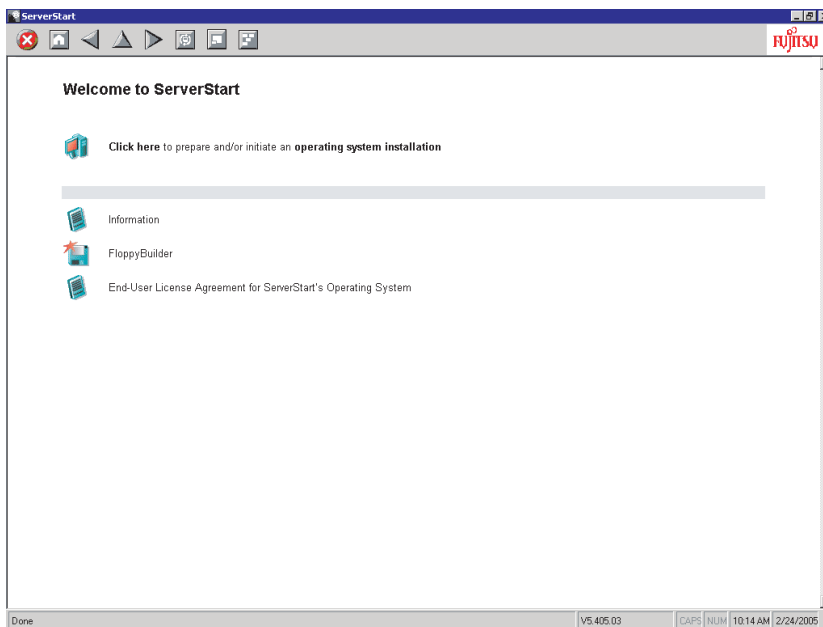 ServerStart
FUJITSU
Welcome to ServerStart
Click here to prepare and/or initiate an operating system installation
Information
FloppyBuilder
End-User License Agreement for ServerStart's Operating System
Done
V5.405.03
CAPS
NUM
10:14 AM
2/24/2005